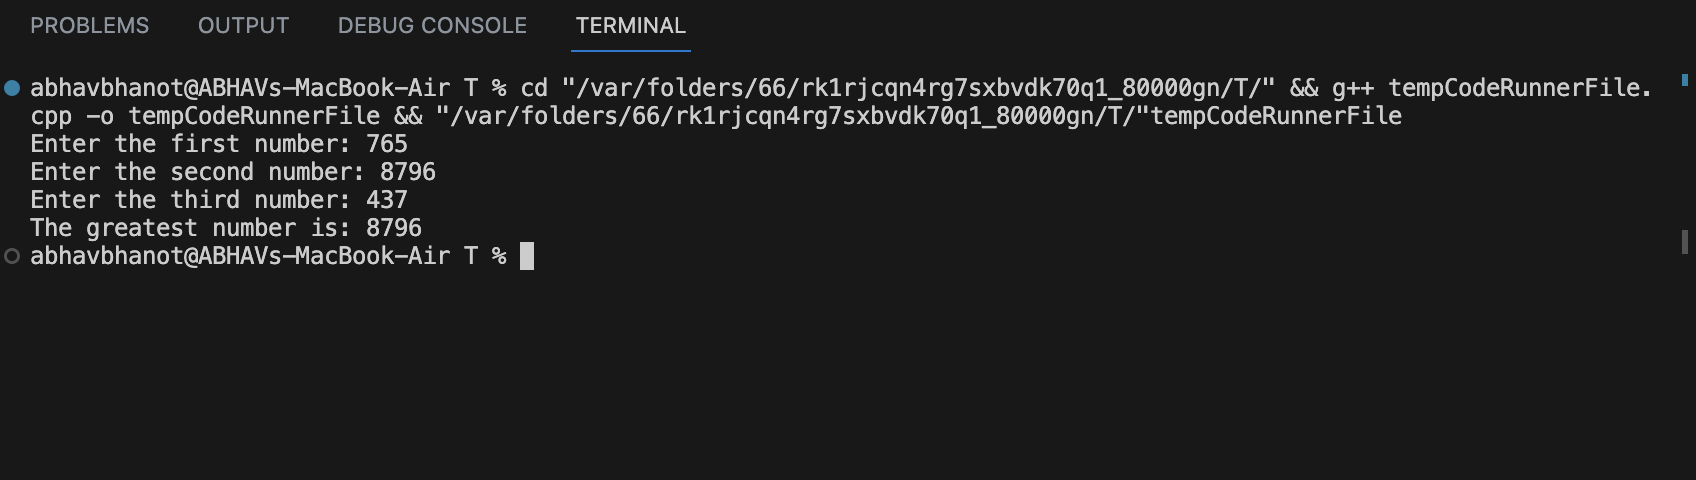 PROBLEMS OUTPUT DEBUG CONSOLE TERMINAL
abhavbhanot@ABHAVs-MacBook-Air T % cd "/var/folders/66/rk1rjcqn4rg7sxbvdk70q1_80000gn/T/" && g++ tempCodeRunnerFile.
cpp -o tempCodeRunnerFile && "/var/folders/66/rk1rjcqn4rg7sxbvdk70q1_80000gn/T/"tempCodeRunnerFile
Enter the first number: 765
Enter the second number: 8796
Enter the third number: 437
The greatest number is: 8796
abhavbhanot@ABHAVs-MacBook-Air T %